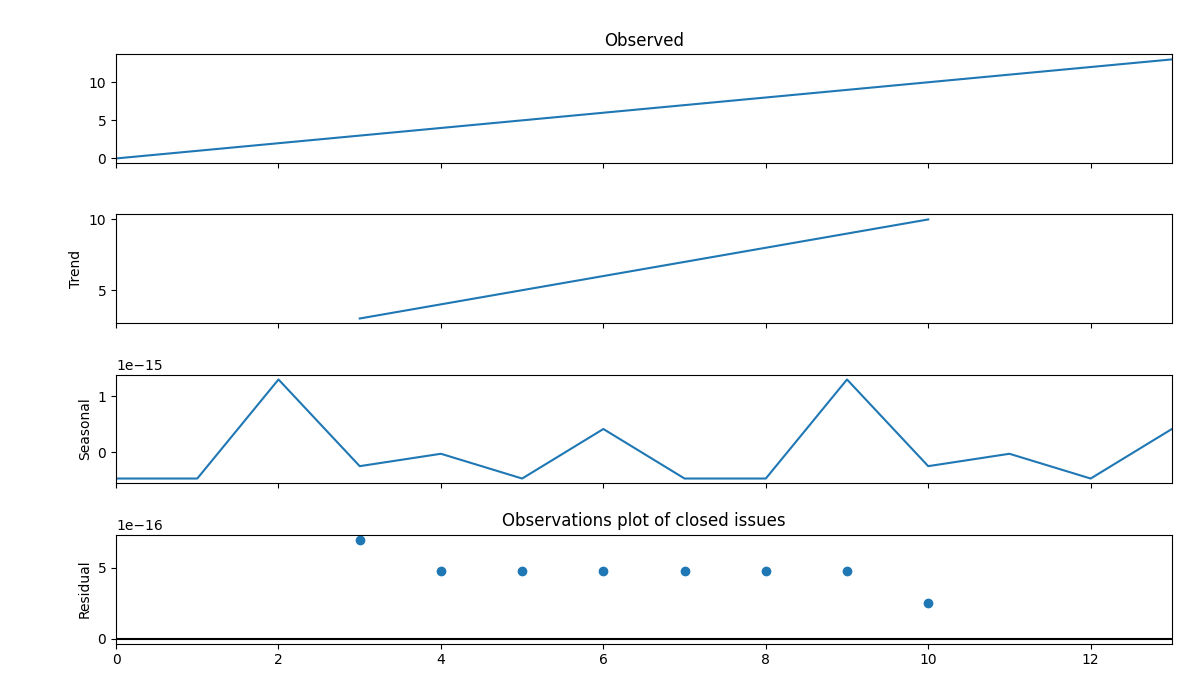 Observed
10
5
0
Trend
10
5
1e−15
Seasonal
1
0
Observations plot of closed issues
1e−16
Residual
5
0
0 2 4 6 8 10 12